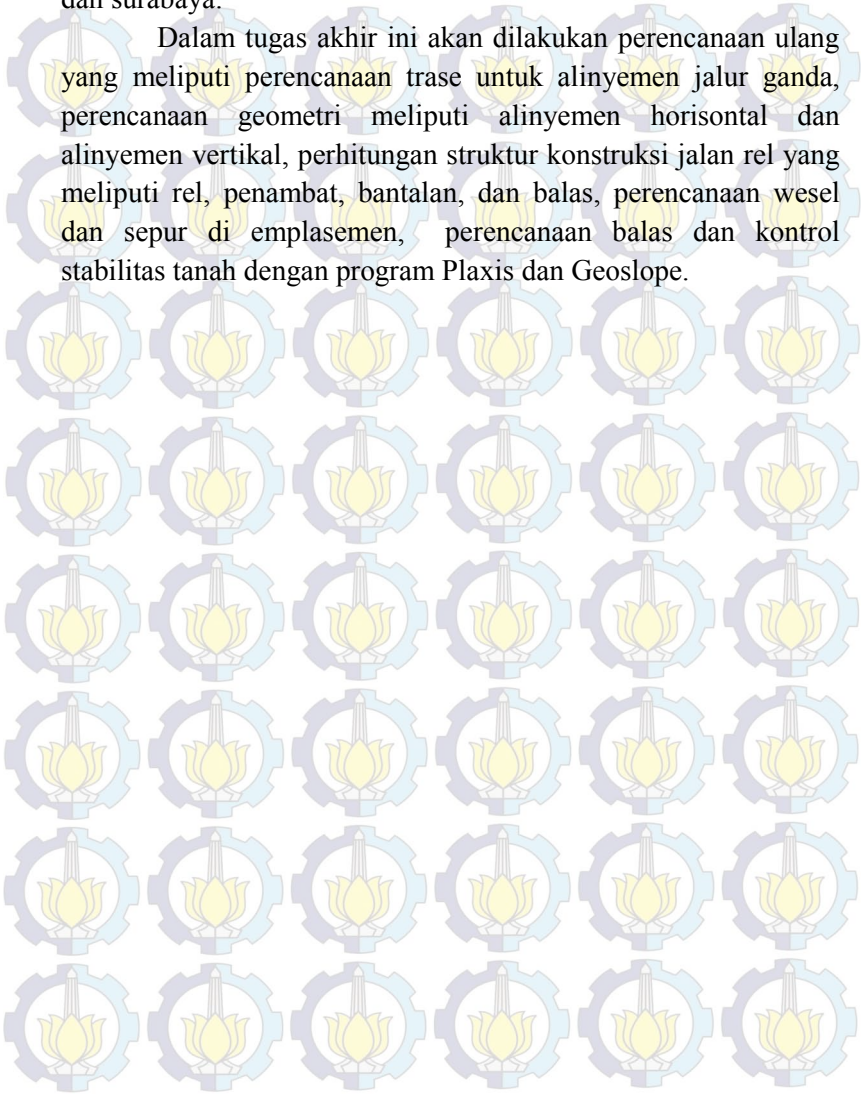 dan surabaya.
Dalam tugas akhir ini akan dilakukan perencanaan ulang
yang meliputi perencanaan trase untuk alinyemen jalur ganda,
perencanaan geometri meliputi alinyemen horisontal dan
alinyemen vertikal, perhitungan struktur konstruksi jalan rel yang
meliputi rel, penambat, bantalan, dan balas, perencanaan wesel
dan sepur di emplasemen, perencanaan balas dan kontrol
stabilitas tanah dengan program Plaxis dan Geoslope.